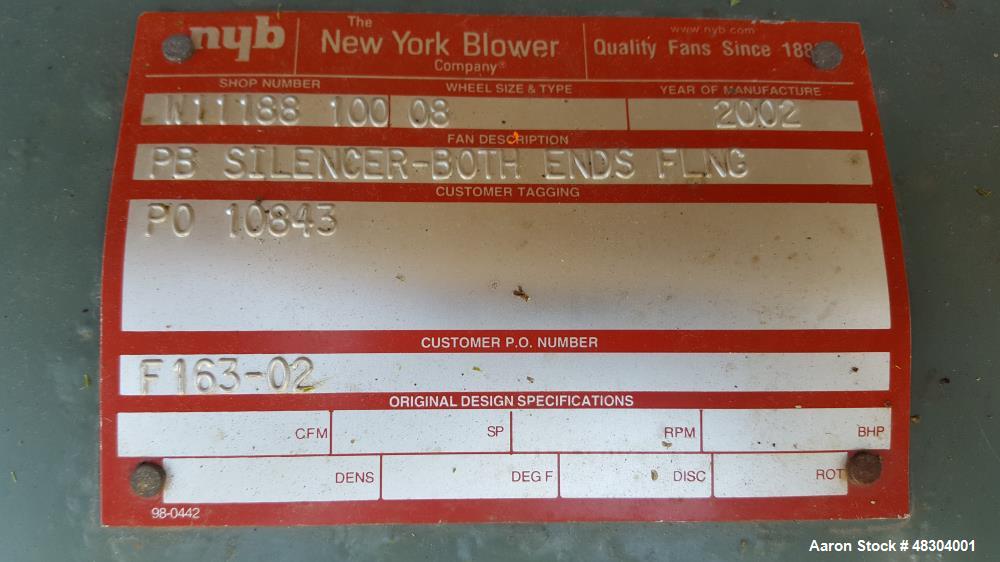 nyb
The
New York Blower
Company®
www.nyb.com
Quality Fans Since 188
SHOP NUMBER
WHEEL SIZE & TYPE
YEAR OF MANUFACTURE
W11188 100 08
2002
FAN DESCRIPTION
PB SILENCER-BOTH ENDS FLNG
CUSTOMER TAGGING
PO 10843
CUSTOMER P.O. NUMBER
F163-02
ORIGINAL DESIGN SPECIFICATIONS
CFM SP RPM BHP
DENS DEG F DISC ROT
98-0442
Aaron Stock # 48304001